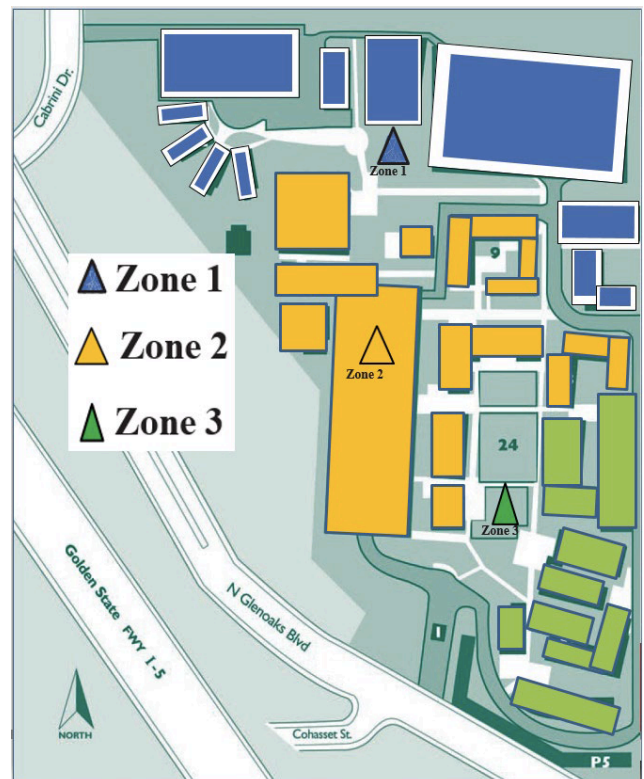 Cabrini Dr.
Zone 1
9
Zone 1
Zone 2
Zone 3
Zone 2
24
Zone 3
Golden State FWY I-5
N Glenoaks Blvd
1
NORTH
Cohasset St.
P5